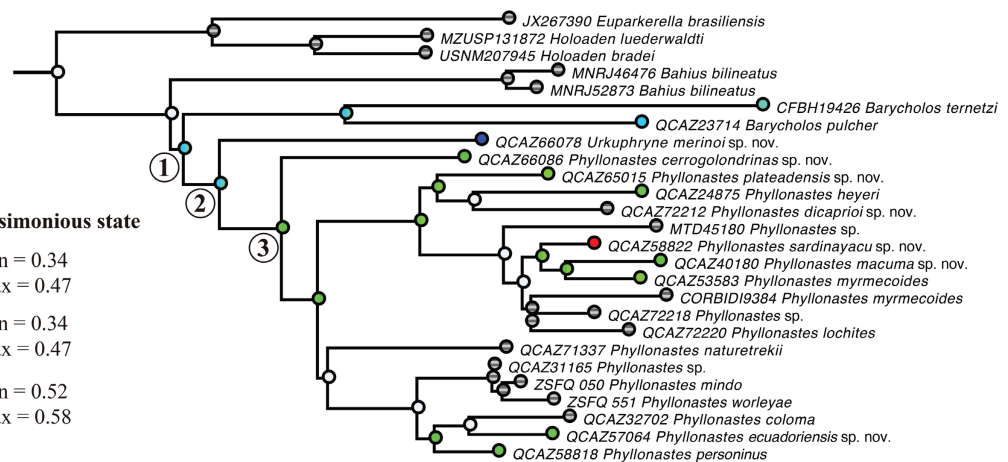 JX267390 Euparkerella brasiliensis
MZUSP131872 Holoaden luederwaldti
USNM207945 Holoaden bradei
MNRJ46476 Bahius bilineatus
MNRJ52873 Bahius bilineatus
CFBH19426 Barycholos ternetzi
QCAZ23714 Barycholos pulcher
QCAZ66078 Urkuphryne merinoi sp. nov.
1
QCAZ66086 Phyllonastes cerrogolondrinas sp. nov.
QCAZ65015 Phyllonastes plateadensis sp. nov.
2
QCAZ24875 Phyllonastes heyeri
QCAZ72212 Phyllonastes dicaprioi sp. nov.
simonious state
MTD45180 Phyllonastes sp.
3
QCAZ58822 Phyllonastes sardinayacu sp. nov.
n = 0.34
QCAZ40180 Phyllonastes macuma sp. nov.
x = 0.47
QCAZ53583 Phyllonastes myrmecoides
CORBIDI9384 Phyllonastes myrmecoides
n = 0.34
QCAZ72218 Phyllonastes sp.
QCAZ72220 Phyllonastes lochites
x = 0.47
QCAZ71337 Phyllonastes naturetrekii
QCAZ31165 Phyllonastes sp.
n = 0.52
ZSFQ 050 Phyllonastes mindo
ZSFQ 551 Phyllonastes worleyae
x = 0.58
QCAZ32702 Phyllonastes coloma
QCAZ57064 Phyllonastes ecuadoriensis sp. nov.
QCAZ58818 Phyllonastes personinus